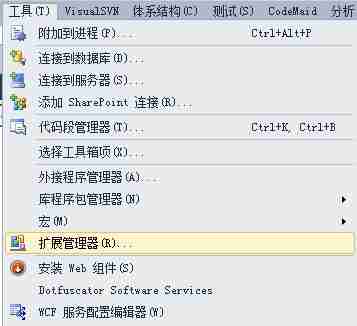 工具(T) VisualSVN 体系结构(C) 测试(S) CodeMaid 分析
附加到进程(P)... Ctrl+Alt+P
连接到数据库(D)...
连接到服务器(S)...
添加 SharePoint 连接(R)...
代码段管理器(T)... Ctrl+K, Ctrl+B
选择工具箱项(X)...
外接程序管理器(A)...
库程序包管理器(N)
宏(M)
扩展管理器(R)...
安装 Web 组件(S)
Dotfuscator Software Services
WCF 服务配置编辑器(W)